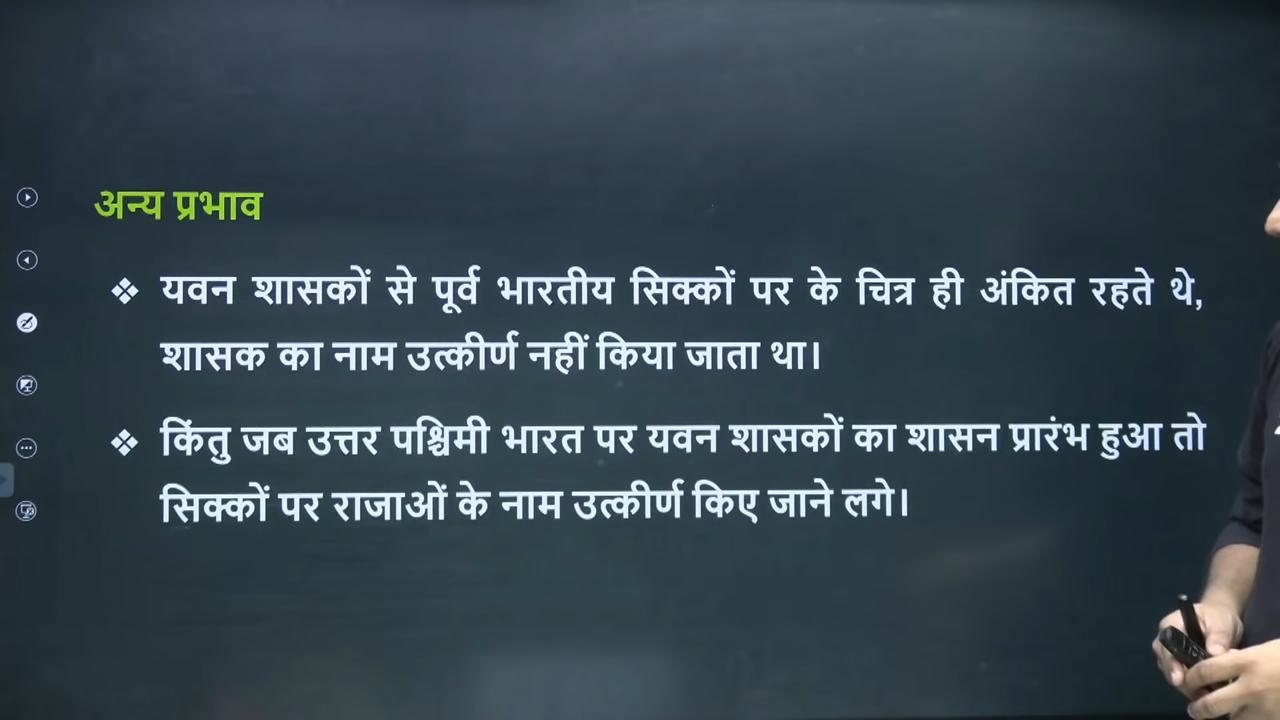 अन्य प्रभाव
❖ यवन शासकों से पूर्व भारतीय सिक्कों पर के चित्र ही अंकित रहते थे,
शासक का नाम उत्कीर्ण नहीं किया जाता था।
❖ किंतु जब उत्तर पश्चिमी भारत पर यवन शासकों का शासन प्रारंभ हुआ तो
सिक्कों पर राजाओं के नाम उत्कीर्ण किए जाने लगे।